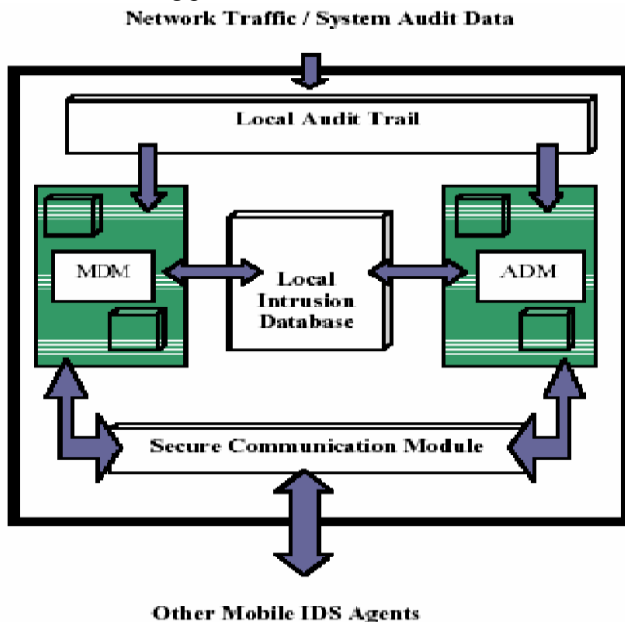 Network Traffic / System Audit Data
Local Audit Trail
MDM
Local
Intrusion
Database
ADM
Secure Communication Module
Other Mobile IDS Agents